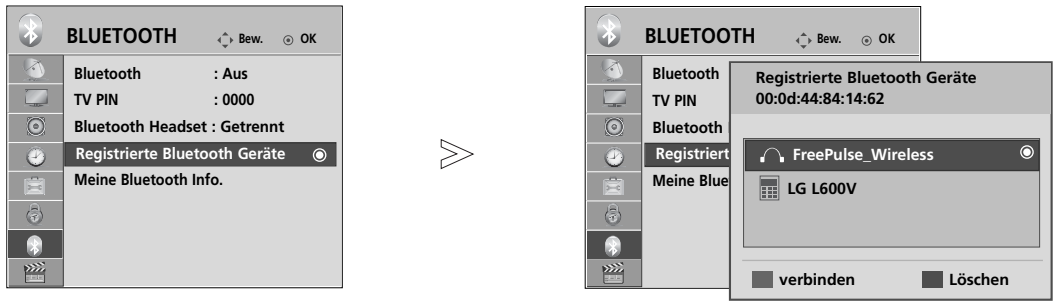 BLUETOOTH Bew. OK
Bluetooth : Aus
TV PIN : 0000
Bluetooth Headset : Getrennt
Registrierte Bluetooth Geräte
Meine Bluetooth Info.
BLUETOOTH Bew. OK
Bluetooth
TV PIN
Bluetooth
Registriert
Meine Blue
Registrierte Bluetooth Geräte
00:0d:44:84:14:62
FreePulse_Wireless
LG L600V
verbinden Löschen